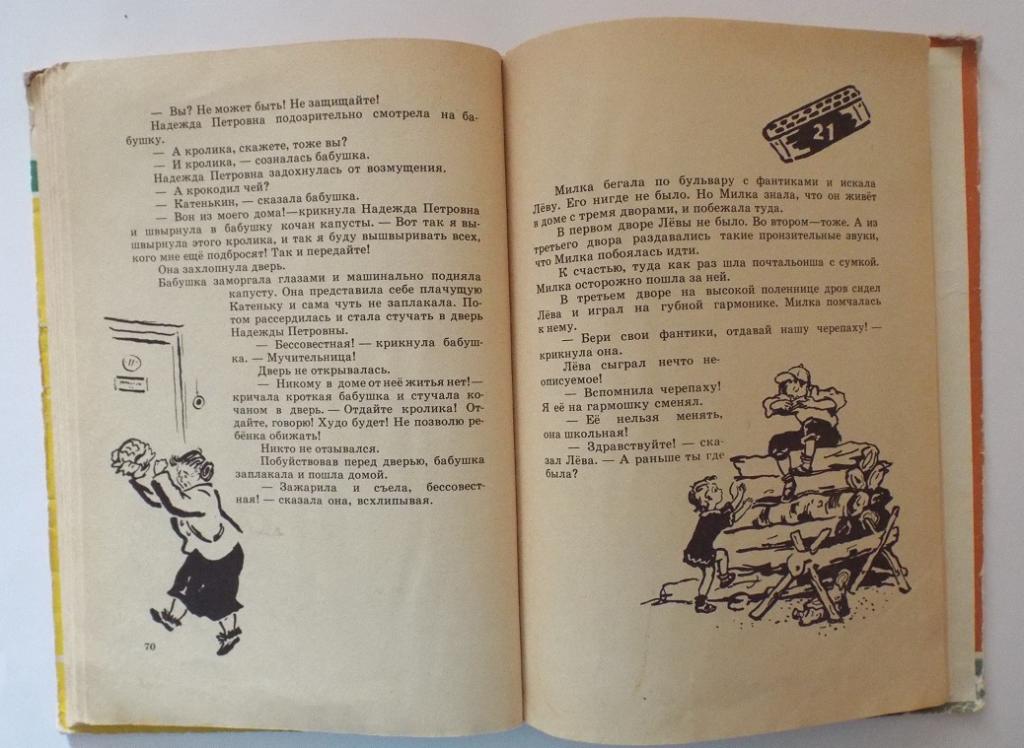 — Вы? Не может быть! Не защищайте!
Надежда Петровна подозрительно смотрела на ба-
бушку.
— А кролика, скажете, тоже вы?
— И кролика, — созналась бабушка.
Надежда Петровна задохнулась от возмущения.
— А крокодил чей?
— Катенькин, — сказала бабушка.
— Вон из моего дома!—крикнула Надежда Петровна
и швырнула в бабушку кочан капусты. — Вот так я вы-
швырнула этого кролика, и так я буду вышвыривать всех,
кого мне ещё подбросят! Так и передайте!
Она захлопнула дверь.
Бабушка заморгала глазами и машинально подняла
капусту. Она представила себе плачущую
Катеньку и сама чуть не заплакала. По-
том рассердилась и стала стучать в дверь
Надежды Петровны.
— Бессовестная! — крикнула бабуш-
ка. — Мучительница!
Дверь не открывалась.
— Никому в доме от неё житья нет!—
кричала кроткая бабушка и стучала ко-
чаном в дверь. — Отдайте кролика! От-
дайте, говорю! Худо будет! Не позволю ре-
бёнка обижать!
Никто не отзывался.
Побуйствовав перед дверью, бабушка
заплакала и пошла домой.
— Зажарила и съела, бессовест-
ная! — сказала она, всхлипывая.
11
70
21
Милка бегала по бульвару с фантиками и искала
Лёву. Его нигде не было. Но Милка знала, что он живёт
в доме с тремя дворами, и побежала туда.
В первом дворе Лёвы не было. Во втором—тоже. А из
третьего двора раздавались такие пронзительные звуки,
что Милка побоялась идти.
К счастью, туда как раз шла почтальонша с сумкой.
Милка осторожно пошла за ней.
В третьем дворе на высокой поленнице дров сидел
Лёва и играл на губной гармонике. Милка помчалась
к нему.
— Бери свои фантики, отдавай нашу черепаху! —
крикнула она.
Лёва сыграл нечто не-
описуемое!
— Вспомнила черепаху!
Я её на гармошку сменял.
— Её нельзя менять,
она школьная!
— Здравствуйте! — ска-
зал Лёва. — А раньше ты где
была?